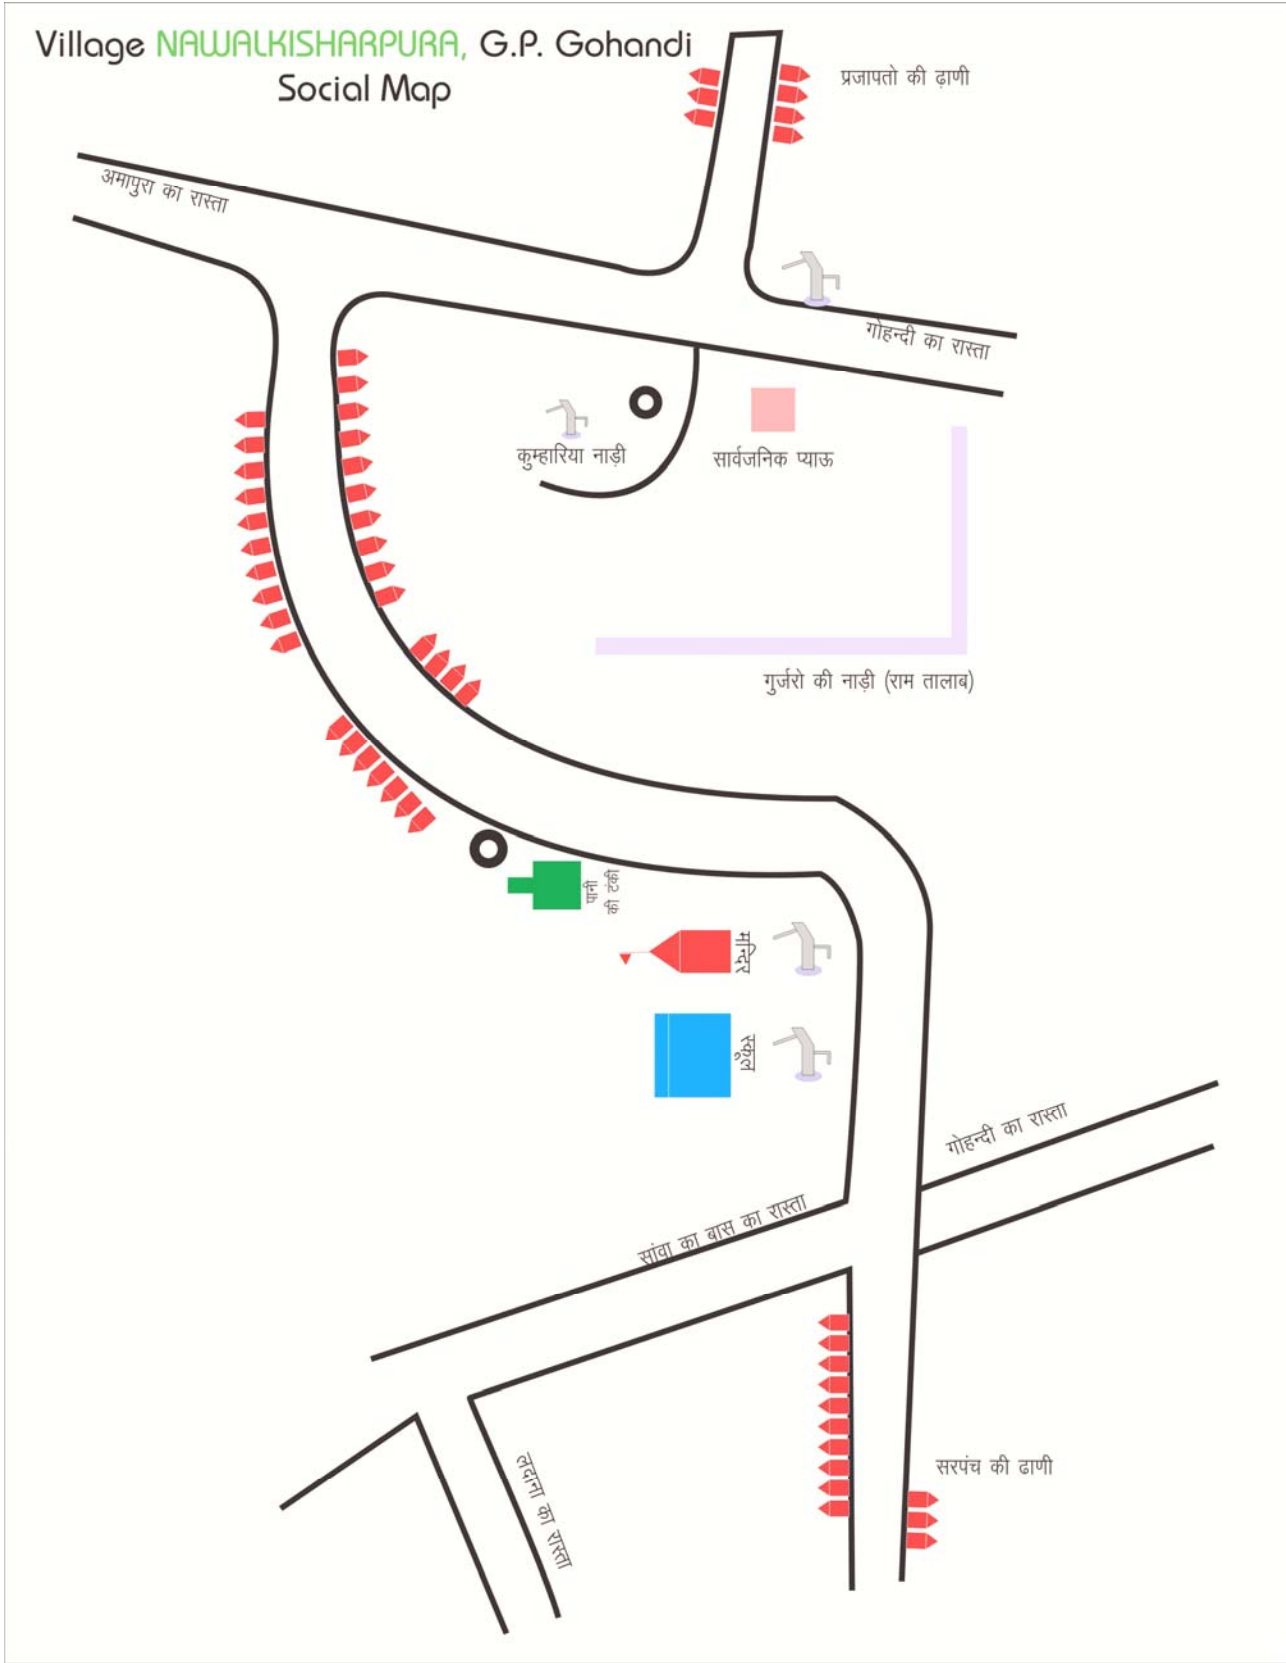 Village NAWALKISHARPURA, G.P. Gohandi
Social Map
प्रजापतो की ढ़ाणी
अमापुरा का रास्ता
गोहन्दी का रास्ता
कुम्हारिया नाड़ी
सार्वजनिक प्याऊ
गुर्जरो की नाड़ी (राम तालाब)
पानी
की टंकी
मन्दिर
स्कूल
गोहन्दी का रास्ता
सांवा का बास का रास्ता
सरपंच की ढाणी
लदाना का रास्ता